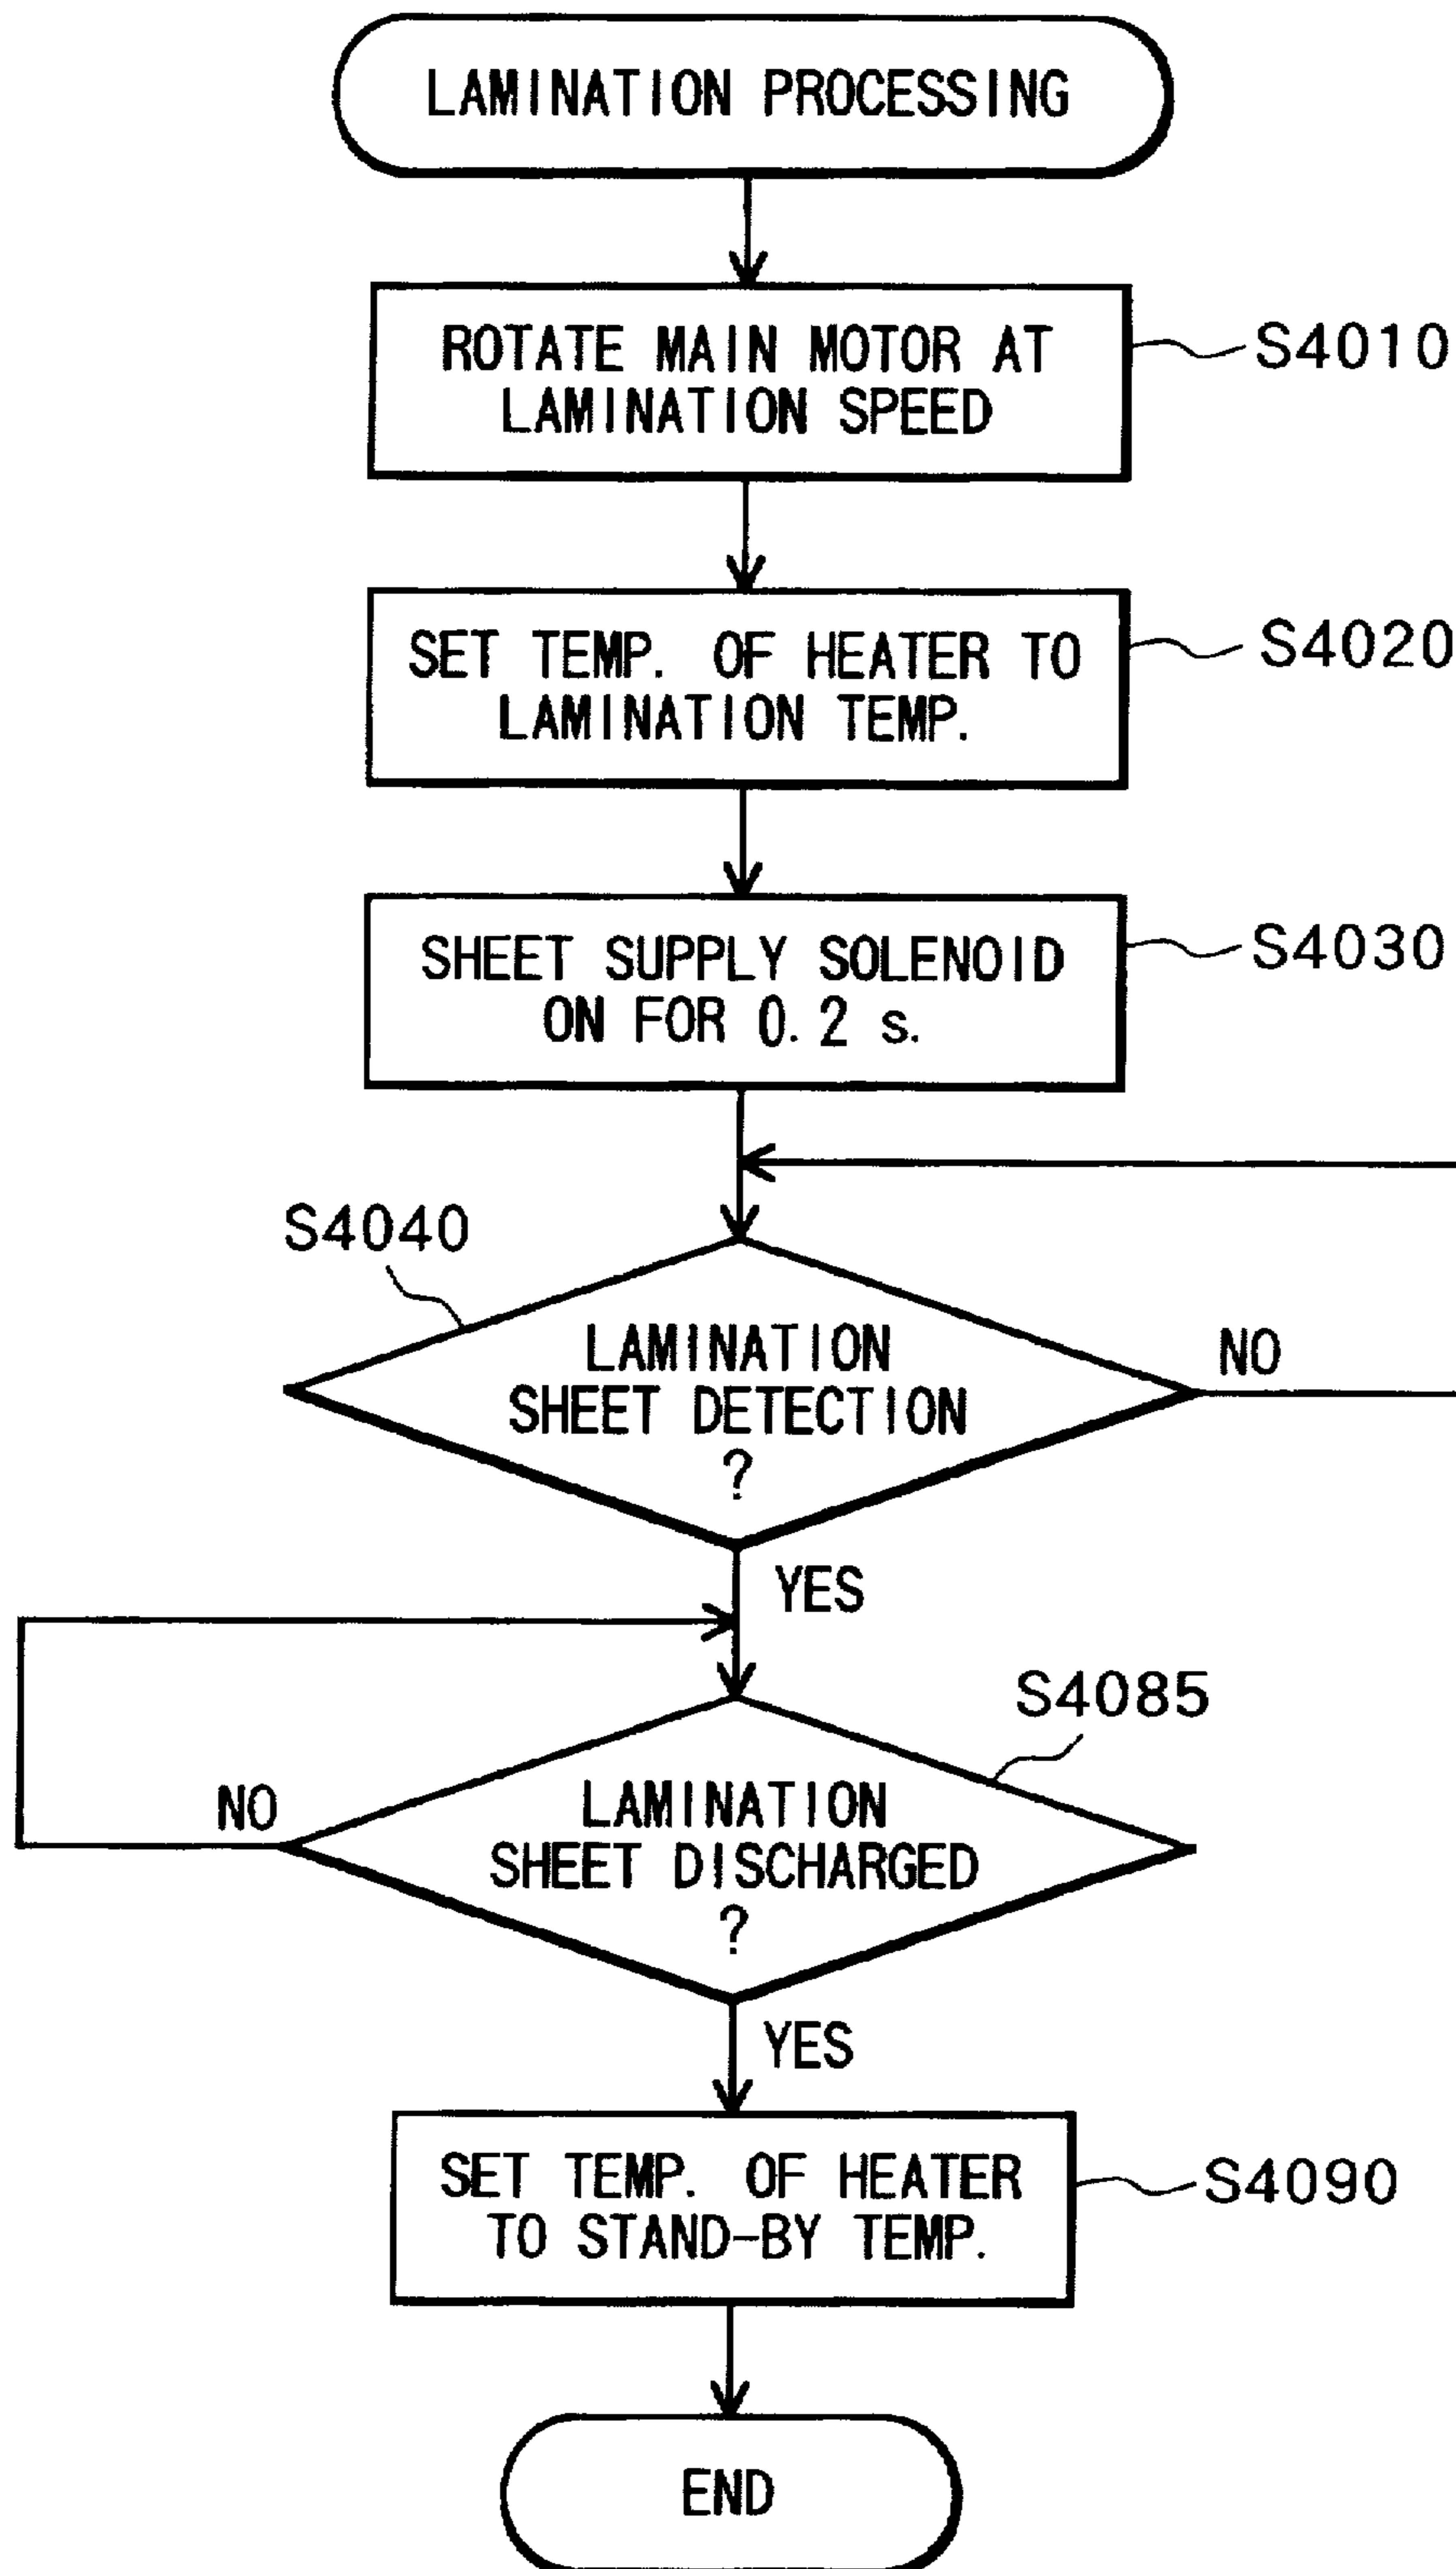 LAMINATION PROCESSING
ROTATE MAIN MOTOR AT
LAMINATION SPEED
S4010
SET TEMP. OF HEATER TO
LAMINATION TEMP.
S4020
SHEET SUPPLY SOLENOID
ON FOR 0.2 s.
S4030
S4040
LAMINATION
SHEET DETECTION
?
NO
YES
S4085
LAMINATION
SHEET DISCHARGED
?
NO
YES
SET TEMP. OF HEATER
TO STAND-BY TEMP.
S4090
END